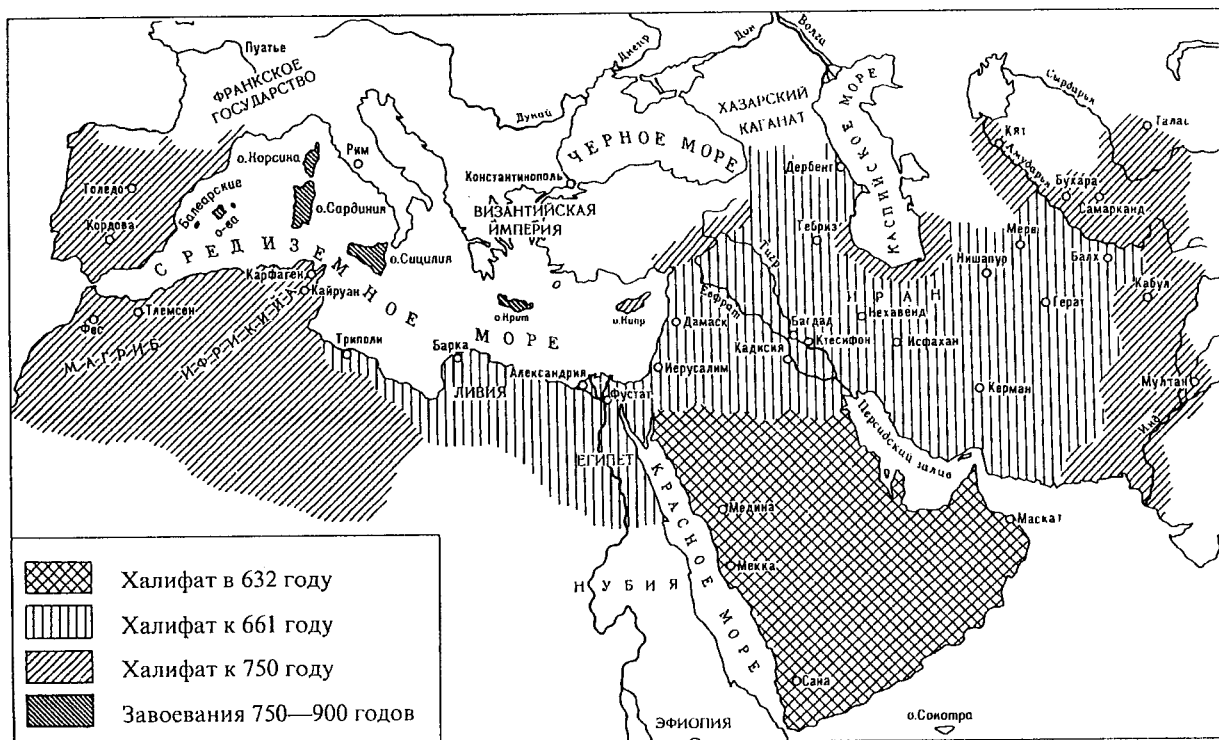 Пуатье
ФРАНКСКОЕ
ГОСУДАРСТВО
Днепр
Дон
Волга
Дунай
ХАЗАРСКИЙ
КАГАНАТ
КАСПИЙСКОЕ МОРЕ
Сырдарья
Талас
Кят
Амударья
Бухара
Самарканд
о.Корсика
Рим
ЧЕРНОЕ МОРЕ
Дербент
Толедо
Балеарские
о-ва
Константинополь
о.Сардиния
ВИЗАНТИЙСКАЯ
ИМПЕРИЯ
Кордова
Тебриз
Мерв
Тигр
Нишапур
Балх
СРЕДИЗЕМНОЕ МОРЕ
о.Сицилия
Карфаген
Кайруан
ИРАН
Кабул
Евфрат
Герат
Тлемсен
Фес
о.Крит
о.Кипр
Дамаск
Багдад
Нехавенд
МАГРИБ
ИФРИКИЯ
Триполи
Барка
Кадисия
Ктесифон
Исфахан
Александрия
Иерусалим
Керман
Мултан
ЛИВИЯ
Фустат
Персидский залив
Инд
ЕГИПЕТ
КРАСНОЕ МОРЕ
Медина
Маскат
Мекка
НУБИЯ
Сана
ЭФИОПИЯ
о.Сокотра
Халифат в 632 году
Халифат к 661 году
Халифат к 750 году
Завоевания 750—900 годов